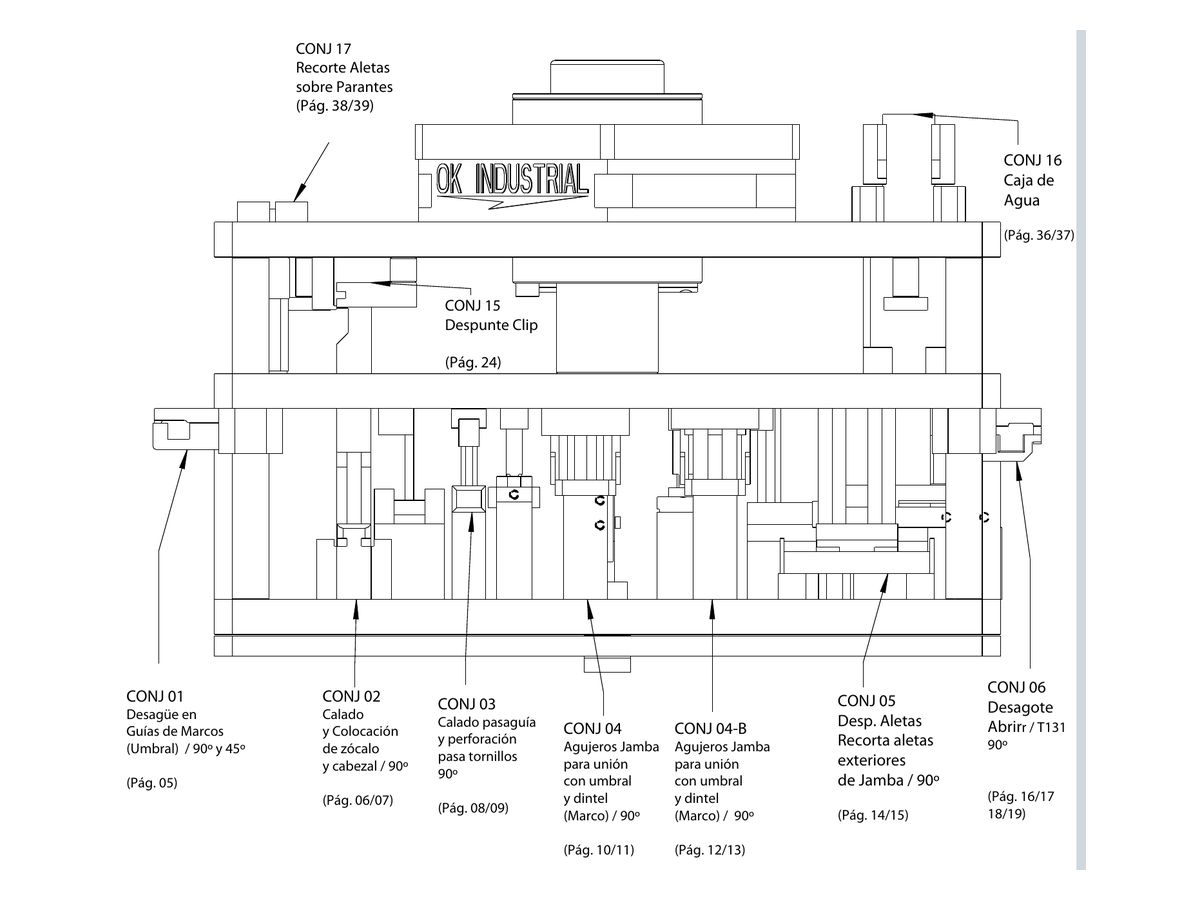 CONJ 17
Recorte Aletas
sobre Parantes
(Pág. 38/39)
OK INDUSTRIAL
CONJ 16
Caja de
Agua
(Pág. 36/37)
CONJ 15
Despunte Clip
(Pág. 24)
CONJ 01
Desagüe en
Guías de Marcos
(Umbral) / 90º y 45º
(Pág. 05)
CONJ 02
Calado
y Colocación
de zócalo
y cabezal / 90º
(Pág. 06/07)
CONJ 03
Calado pasaguía
y perforación
pasa tornillos
90º
(Pág. 08/09)
CONJ 04
Agujeros Jamba
para unión
con umbral
y dintel
(Marco) / 90º
(Pág. 10/11)
CONJ 04-B
Agujeros Jamba
para unión
con umbral
y dintel
(Marco) / 90º
(Pág. 12/13)
CONJ 05
Desp. Aletas
Recorta aletas
exteriores
de Jamba / 90º
(Pág. 14/15)
CONJ 06
Desagote
Abrirr / T131
90º
(Pág. 16/17
18/19)